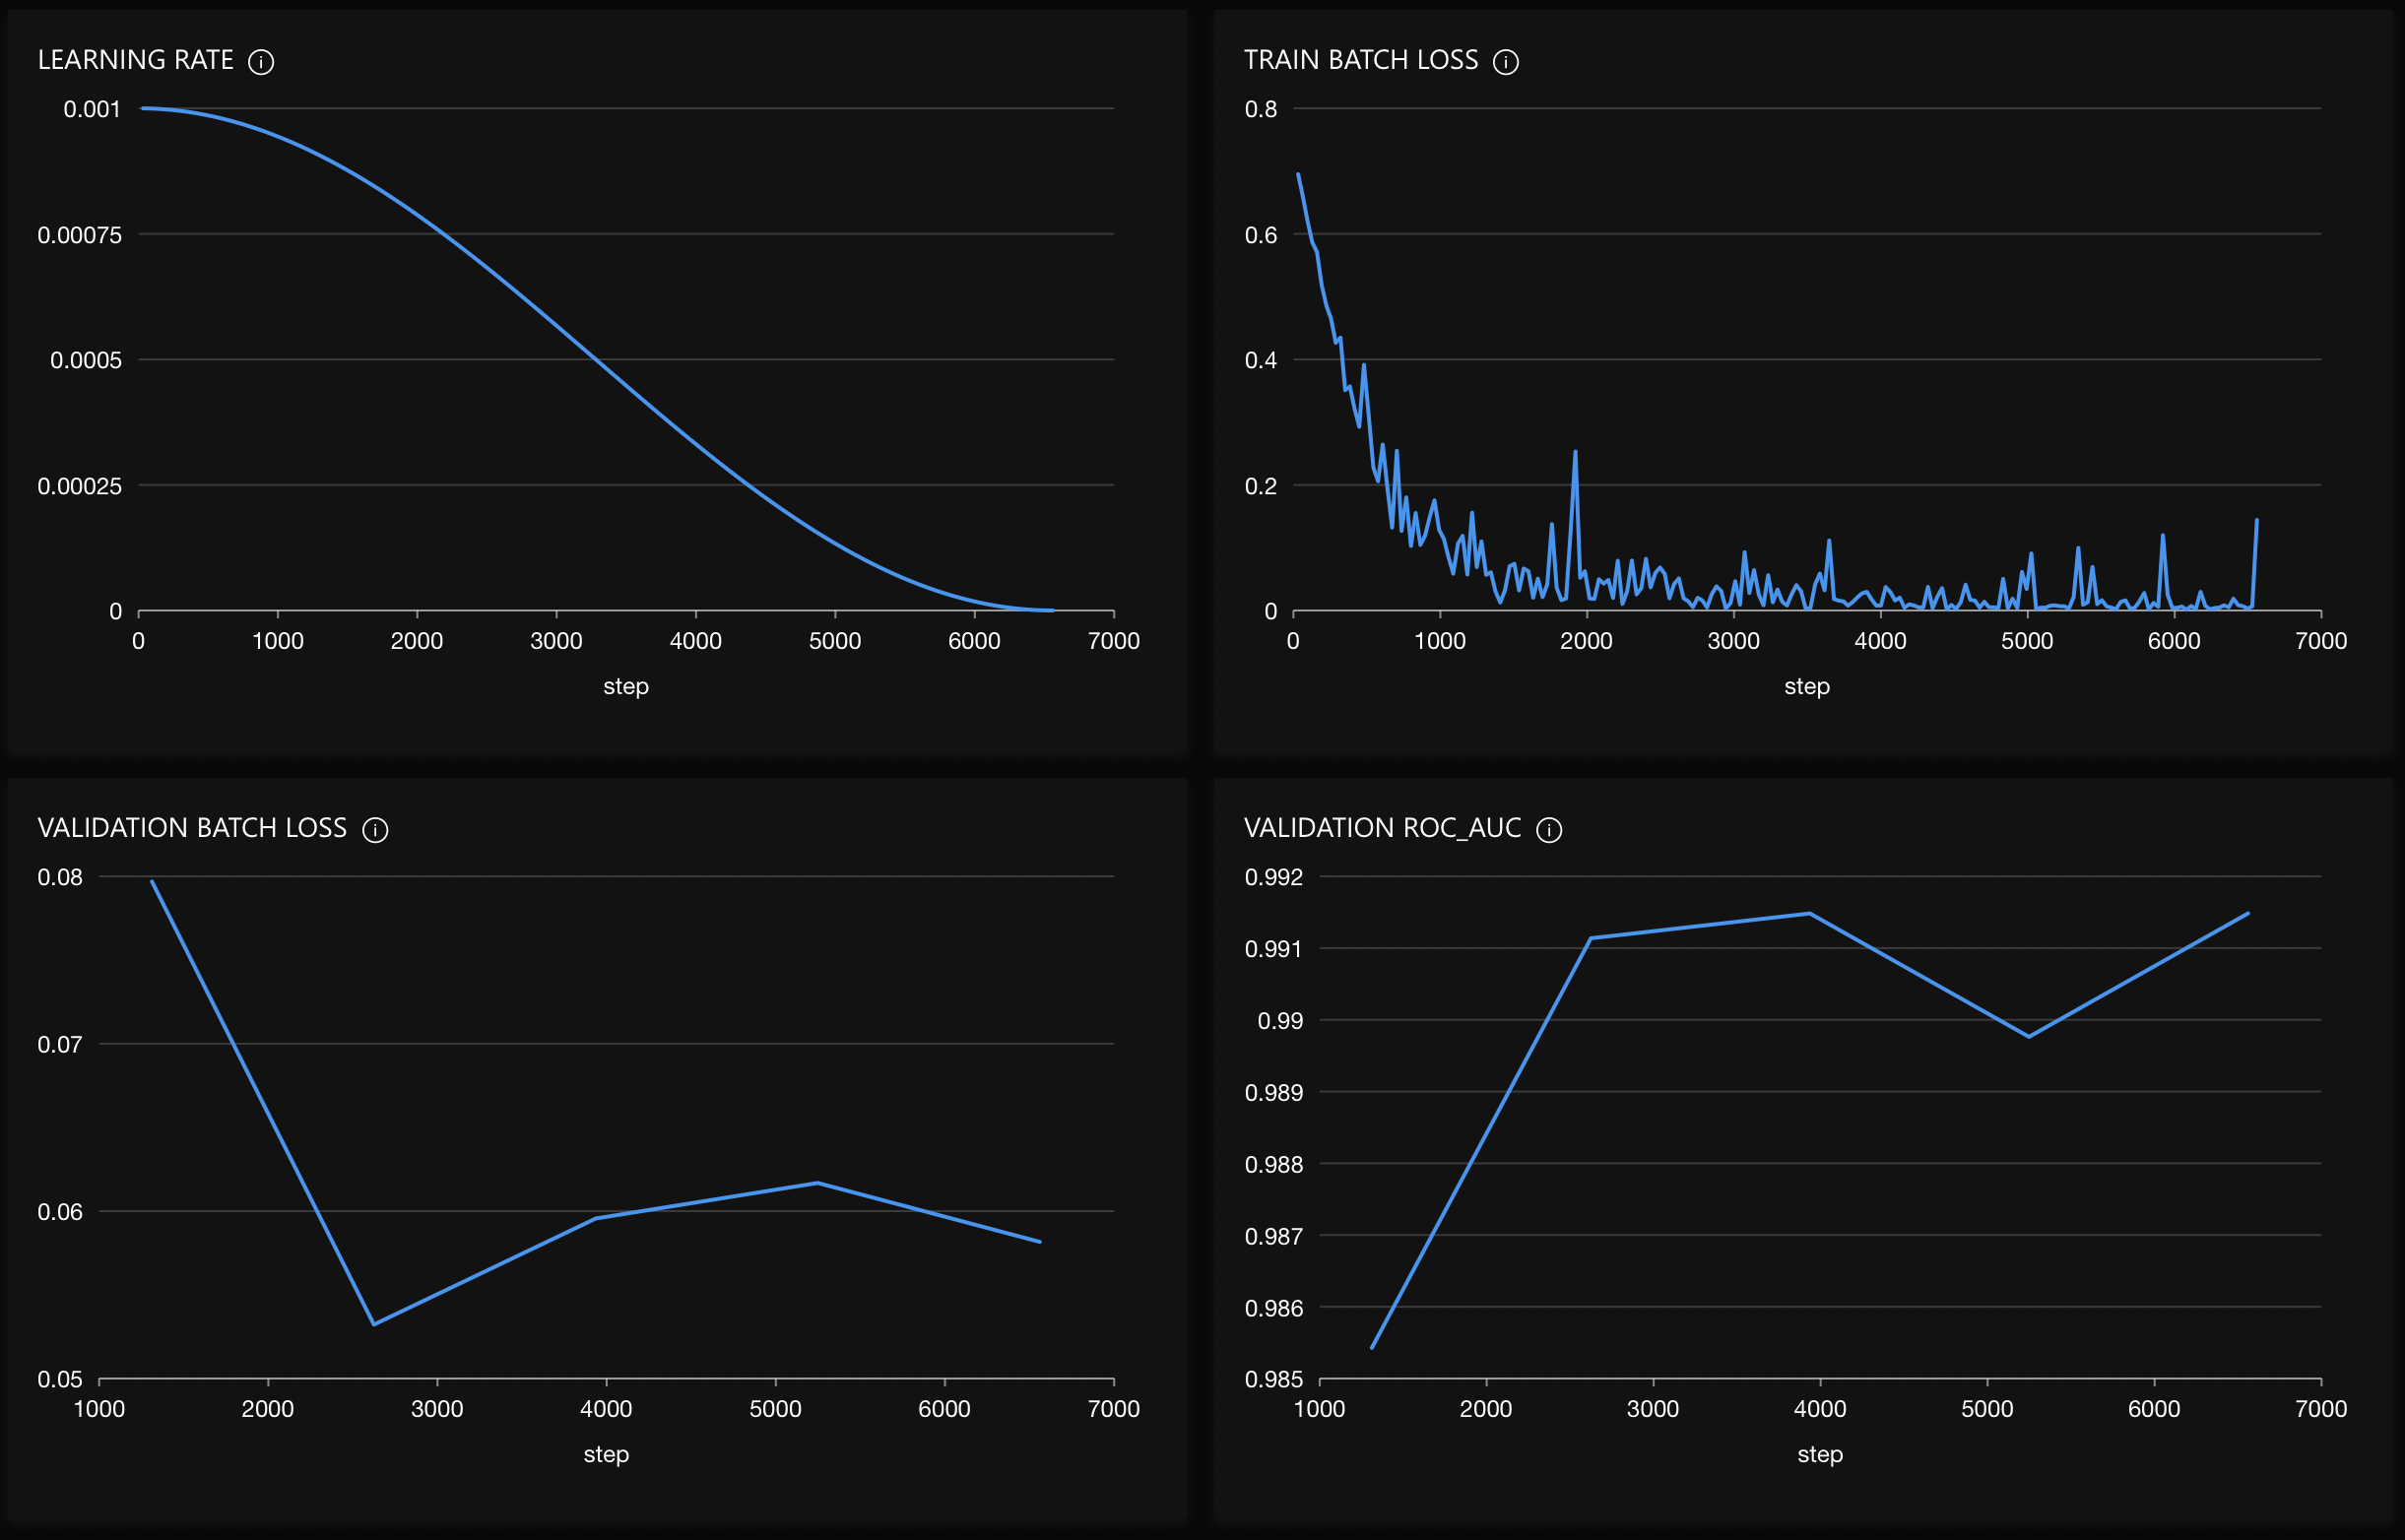 LEARNING RATE
0.001
0.00075
0.0005
0.00025
0
0 1000 2000 3000 4000 5000 6000 7000
step
TRAIN BATCH LOSS
0.8
0.6
0.4
0.2
0
0 1000 2000 3000 4000 5000 6000 7000
step
VALIDATION BATCH LOSS
0.08
0.07
0.06
0.05
1000 2000 3000 4000 5000 6000 7000
step
VALIDATION ROC_AUC
0.992
0.991
0.99
0.989
0.988
0.987
0.986
0.985
1000 2000 3000 4000 5000 6000 7000
step